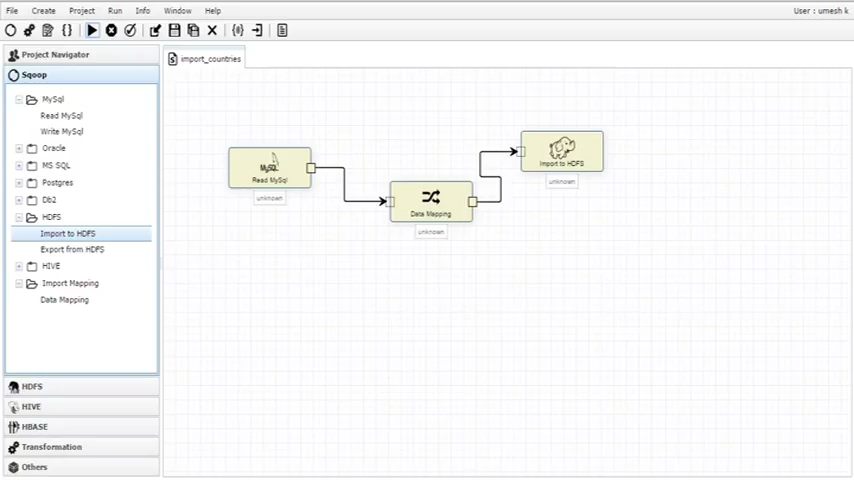 File Create Project Run Info Window Help User : umesh k
Project Navigator
Sqoop
MySql
Read MySql
Write MySql
Oracle
MS SQL
Postgres
Db2
HDFS
Import to HDFS
Export from HDFS
HIVE
Import Mapping
Data Mapping
HDFS
HIVE
HBASE
Transformation
Others
import_countries
MySQL
Read MySql
unknown
Data Mapping
unknown
Import to HDFS
unknown